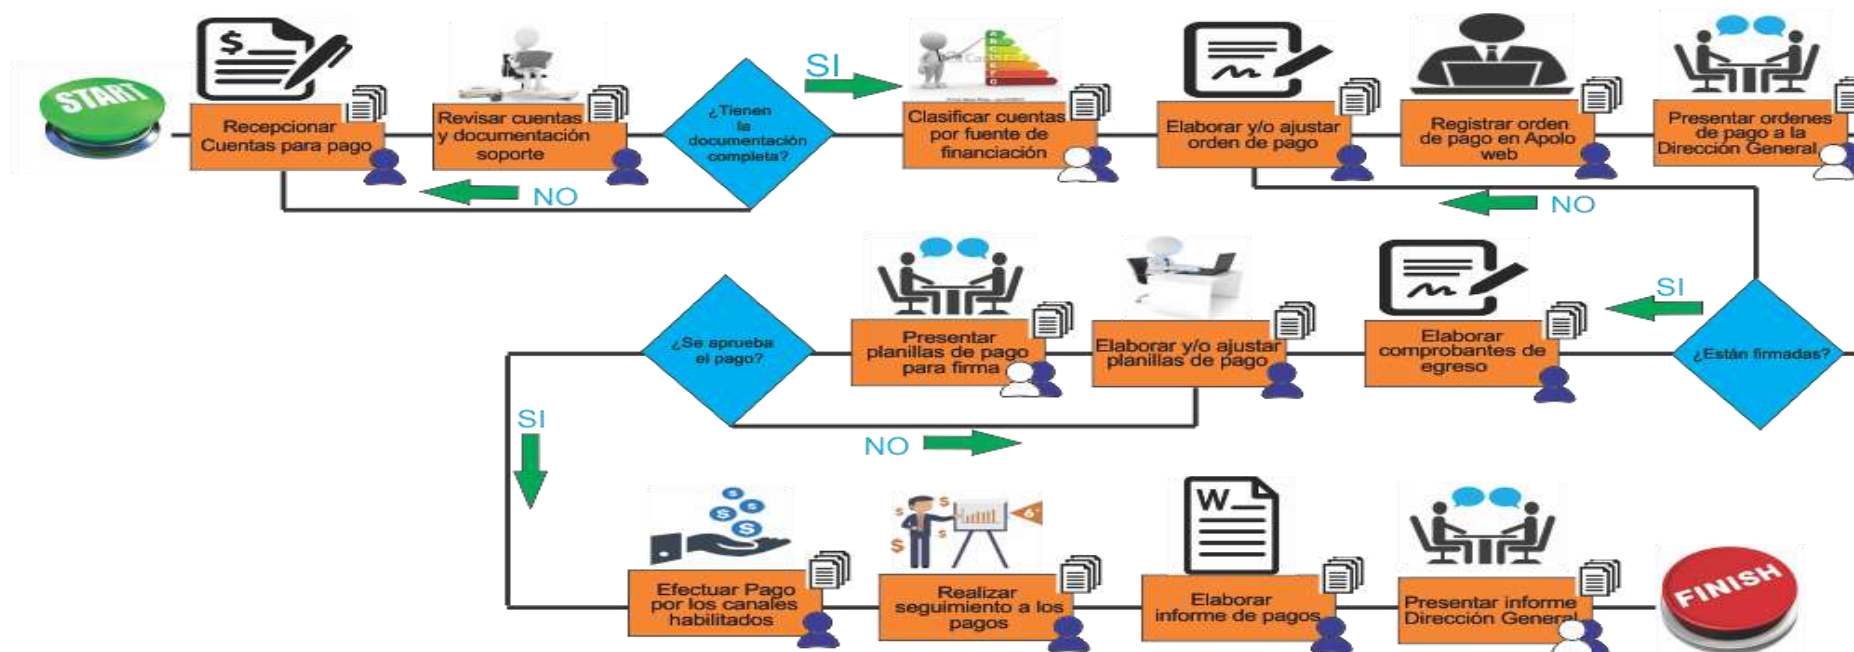 START
$
Recepcionar
Cuentas para pago
Revisar cuentas
y documentación
soporte
¿Tienen
la
documentación
completa?
SI
NO
Clasificar cuentas
por fuente de
financiación
Elaborar y/o ajustar
orden de pago
Registrar orden
de pago en Apolo
web
Presentar ordenes
de pago a la
Dirección General
NO
¿Están firmadas?
SI
Elaborar
comprobantes de
egreso
Elaborar y/o ajustar
planillas de pago
Presentar
planillas de pago
para firma
¿Se aprueba
el pago?
NO
SI
Efectuar Pago
por los canales
habilitados
Realizar
seguimiento a los
pagos
W
Elaborar
informe de pagos
Presentar informe
Dirección General
FINISH